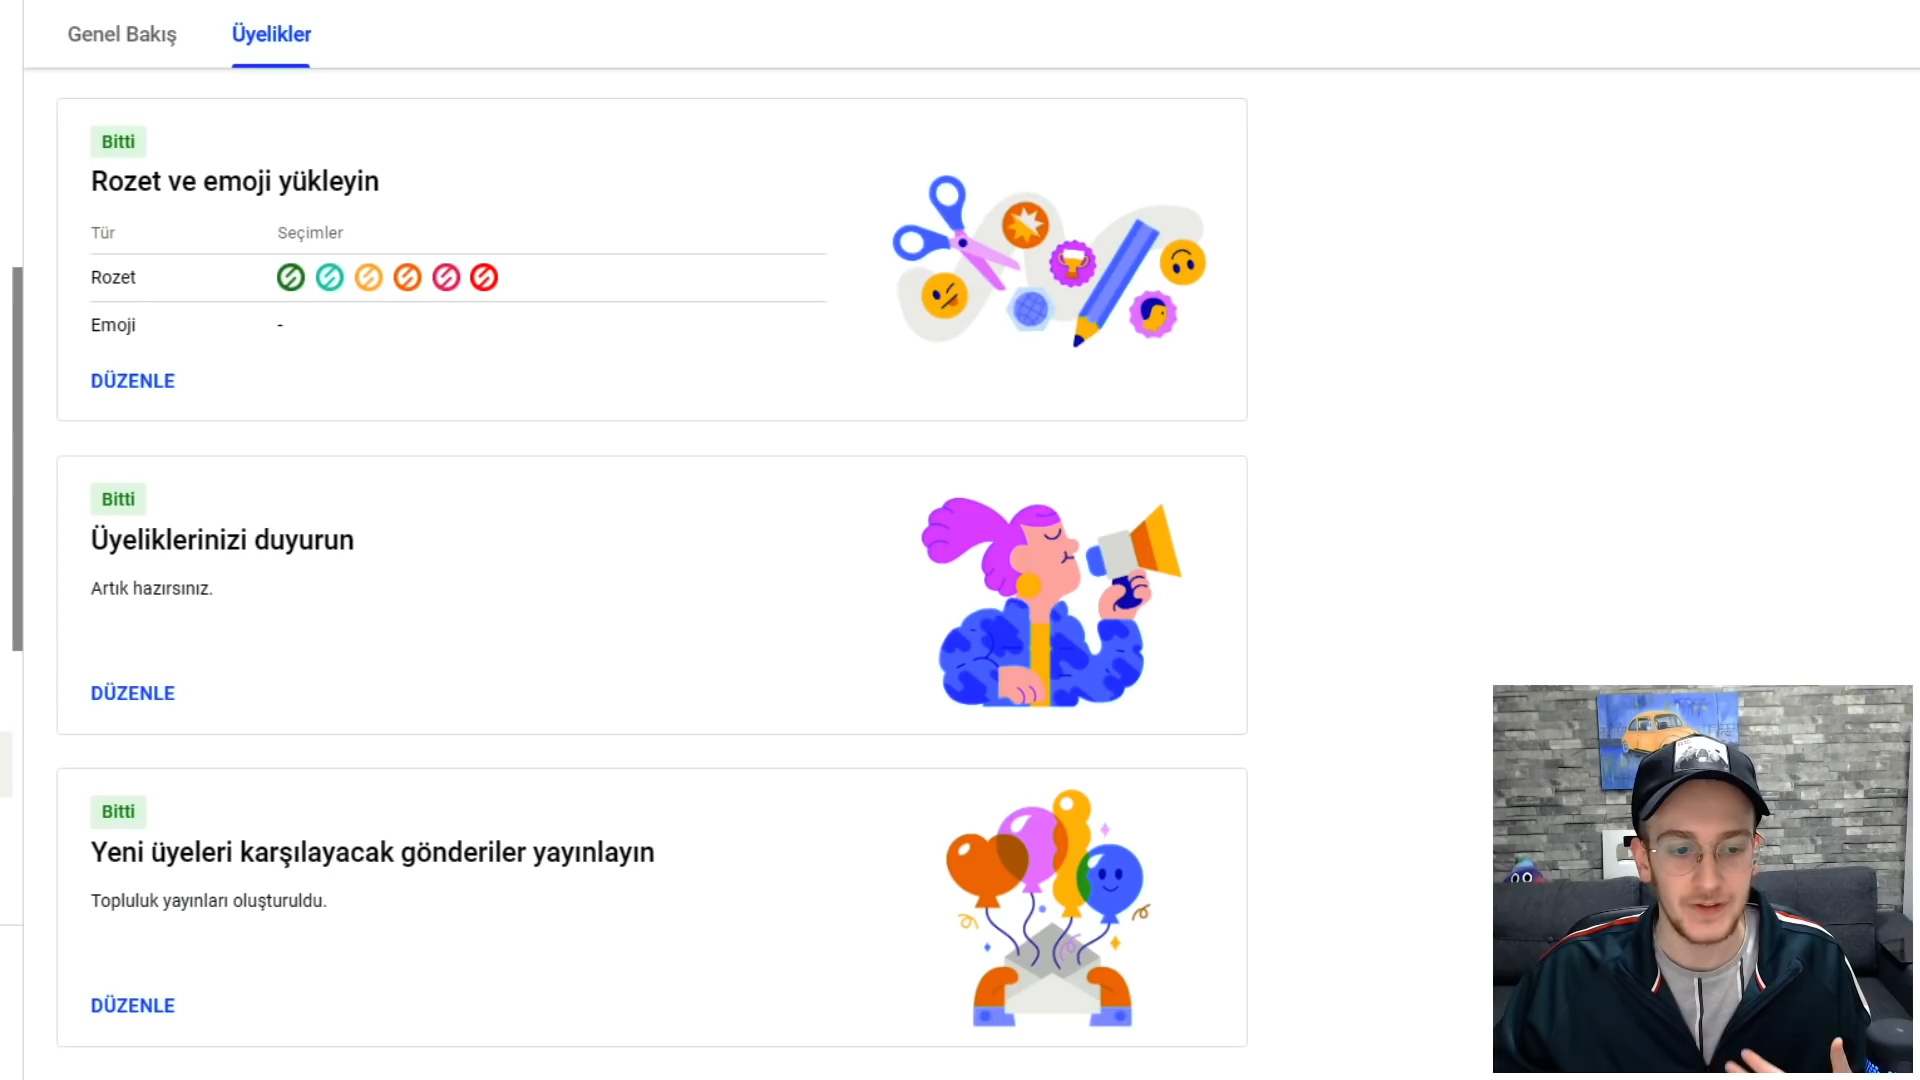 Genel Bakış Üyelikler
Bitti
Rozet ve emoji yükleyin
Tür Seçimler
Rozet
Emoji -
DÜZENLE
Bitti
Üyeliklerinizi duyurun
Artık hazırsınız.
DÜZENLE
Bitti
Yeni üyeleri karşılayacak gönderiler yayınlayın
Topluluk yayınları oluşturuldu.
DÜZENLE